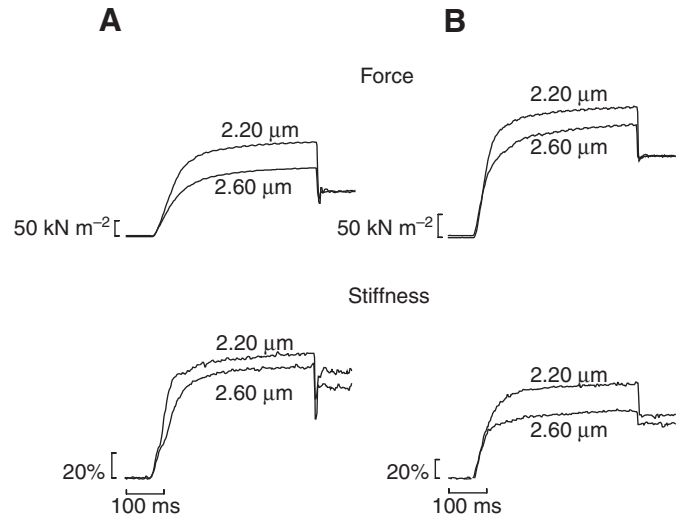 A
B
Force
2.20 μm
2.60 μm
50 kN m⁻²
2.20 μm
2.60 μm
50 kN m⁻²
Stiffness
2.20 μm
2.60 μm
20%
100 ms
2.20 μm
2.60 μm
20%
100 ms